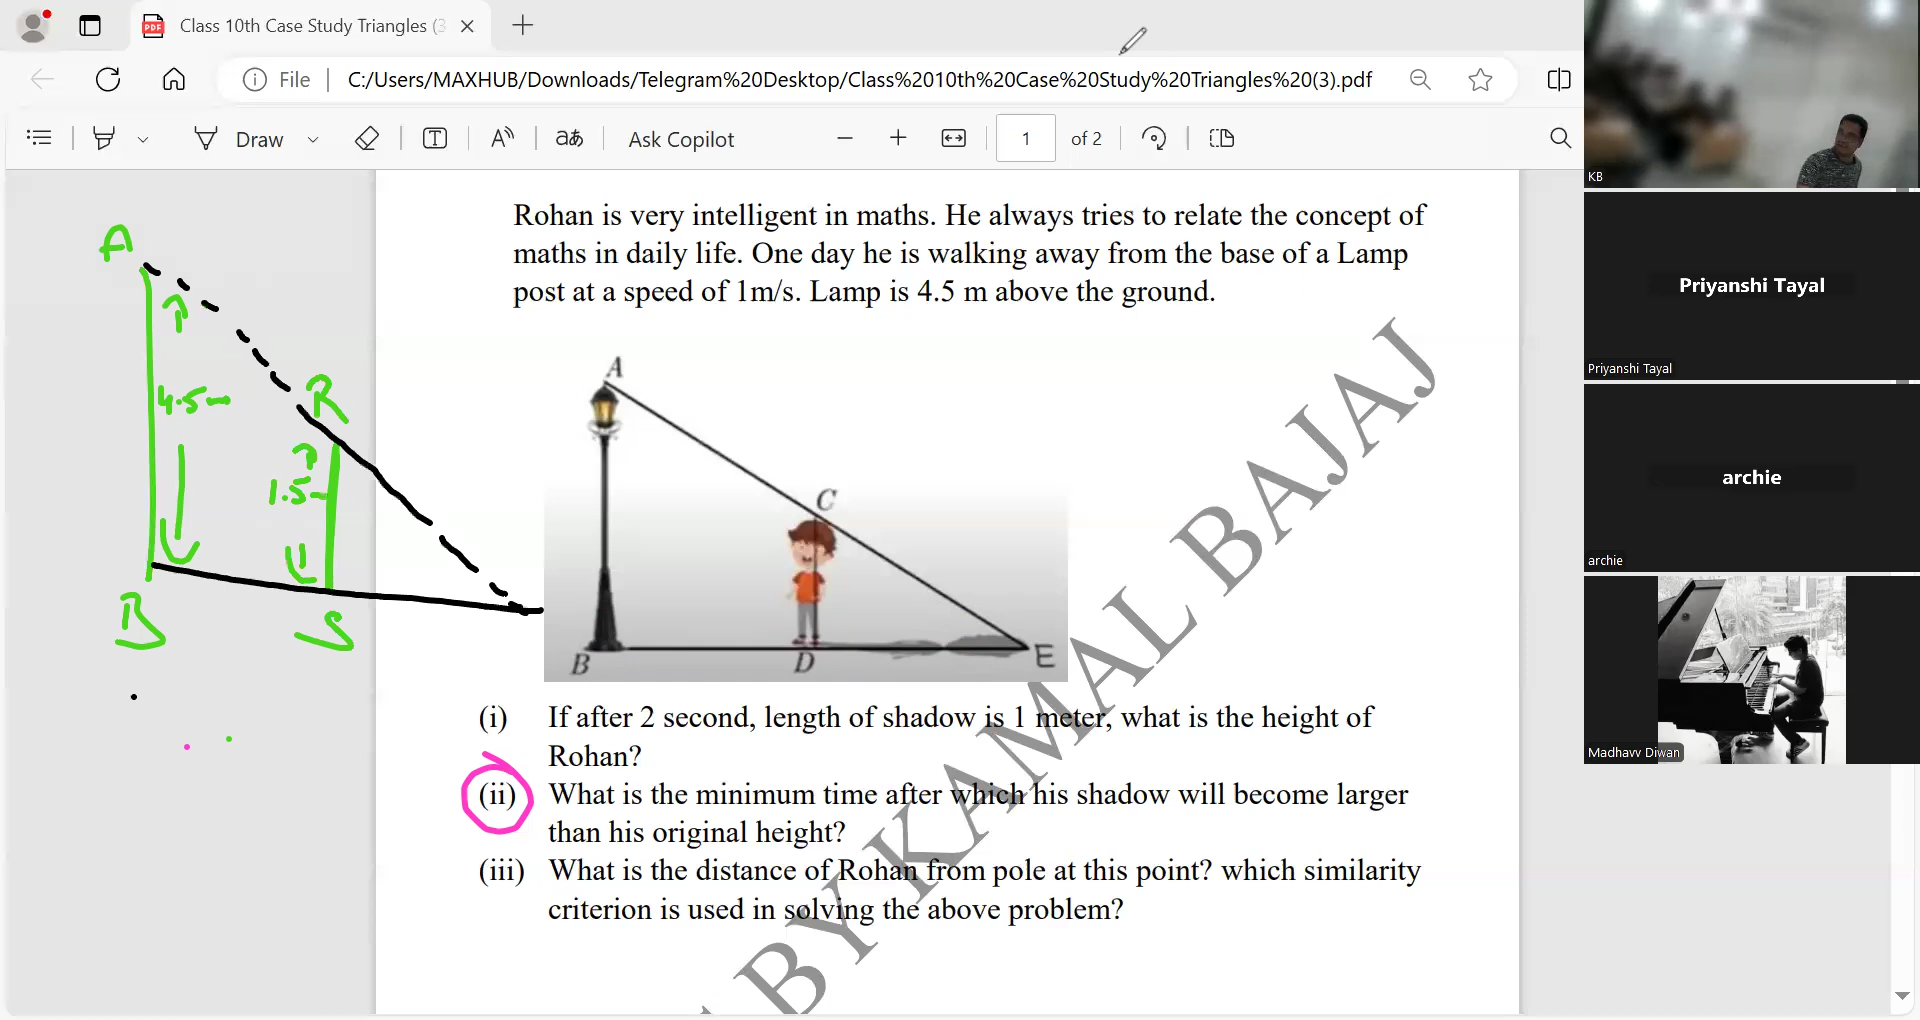 Class 10th Case Study Triangles (3
File
C:/Users/MAXHUB/Downloads/Telegram%20Desktop/Class%2010th%20Case%20Study%20Triangles%20(3).pdf
Draw
T
A
aあ
Ask Copilot
1
of 2
PDF
Rohan is very intelligent in maths. He always tries to relate the concept of
maths in daily life. One day he is walking away from the base of a Lamp
post at a speed of 1m/s. Lamp is 4.5 m above the ground.
A
4.5m
B
R
1.5m
S
A
C
B
D
E
(i) If after 2 second, length of shadow is 1 meter, what is the height of
Rohan?
(ii) What is the minimum time after which his shadow will become larger
than his original height?
(iii) What is the distance of Rohan from pole at this point? which similarity
criterion is used in solving the above problem?
BY KAMAL BAJAJ
KB
Priyanshi Tayal
Priyanshi Tayal
archie
archie
Madhavv Diwan